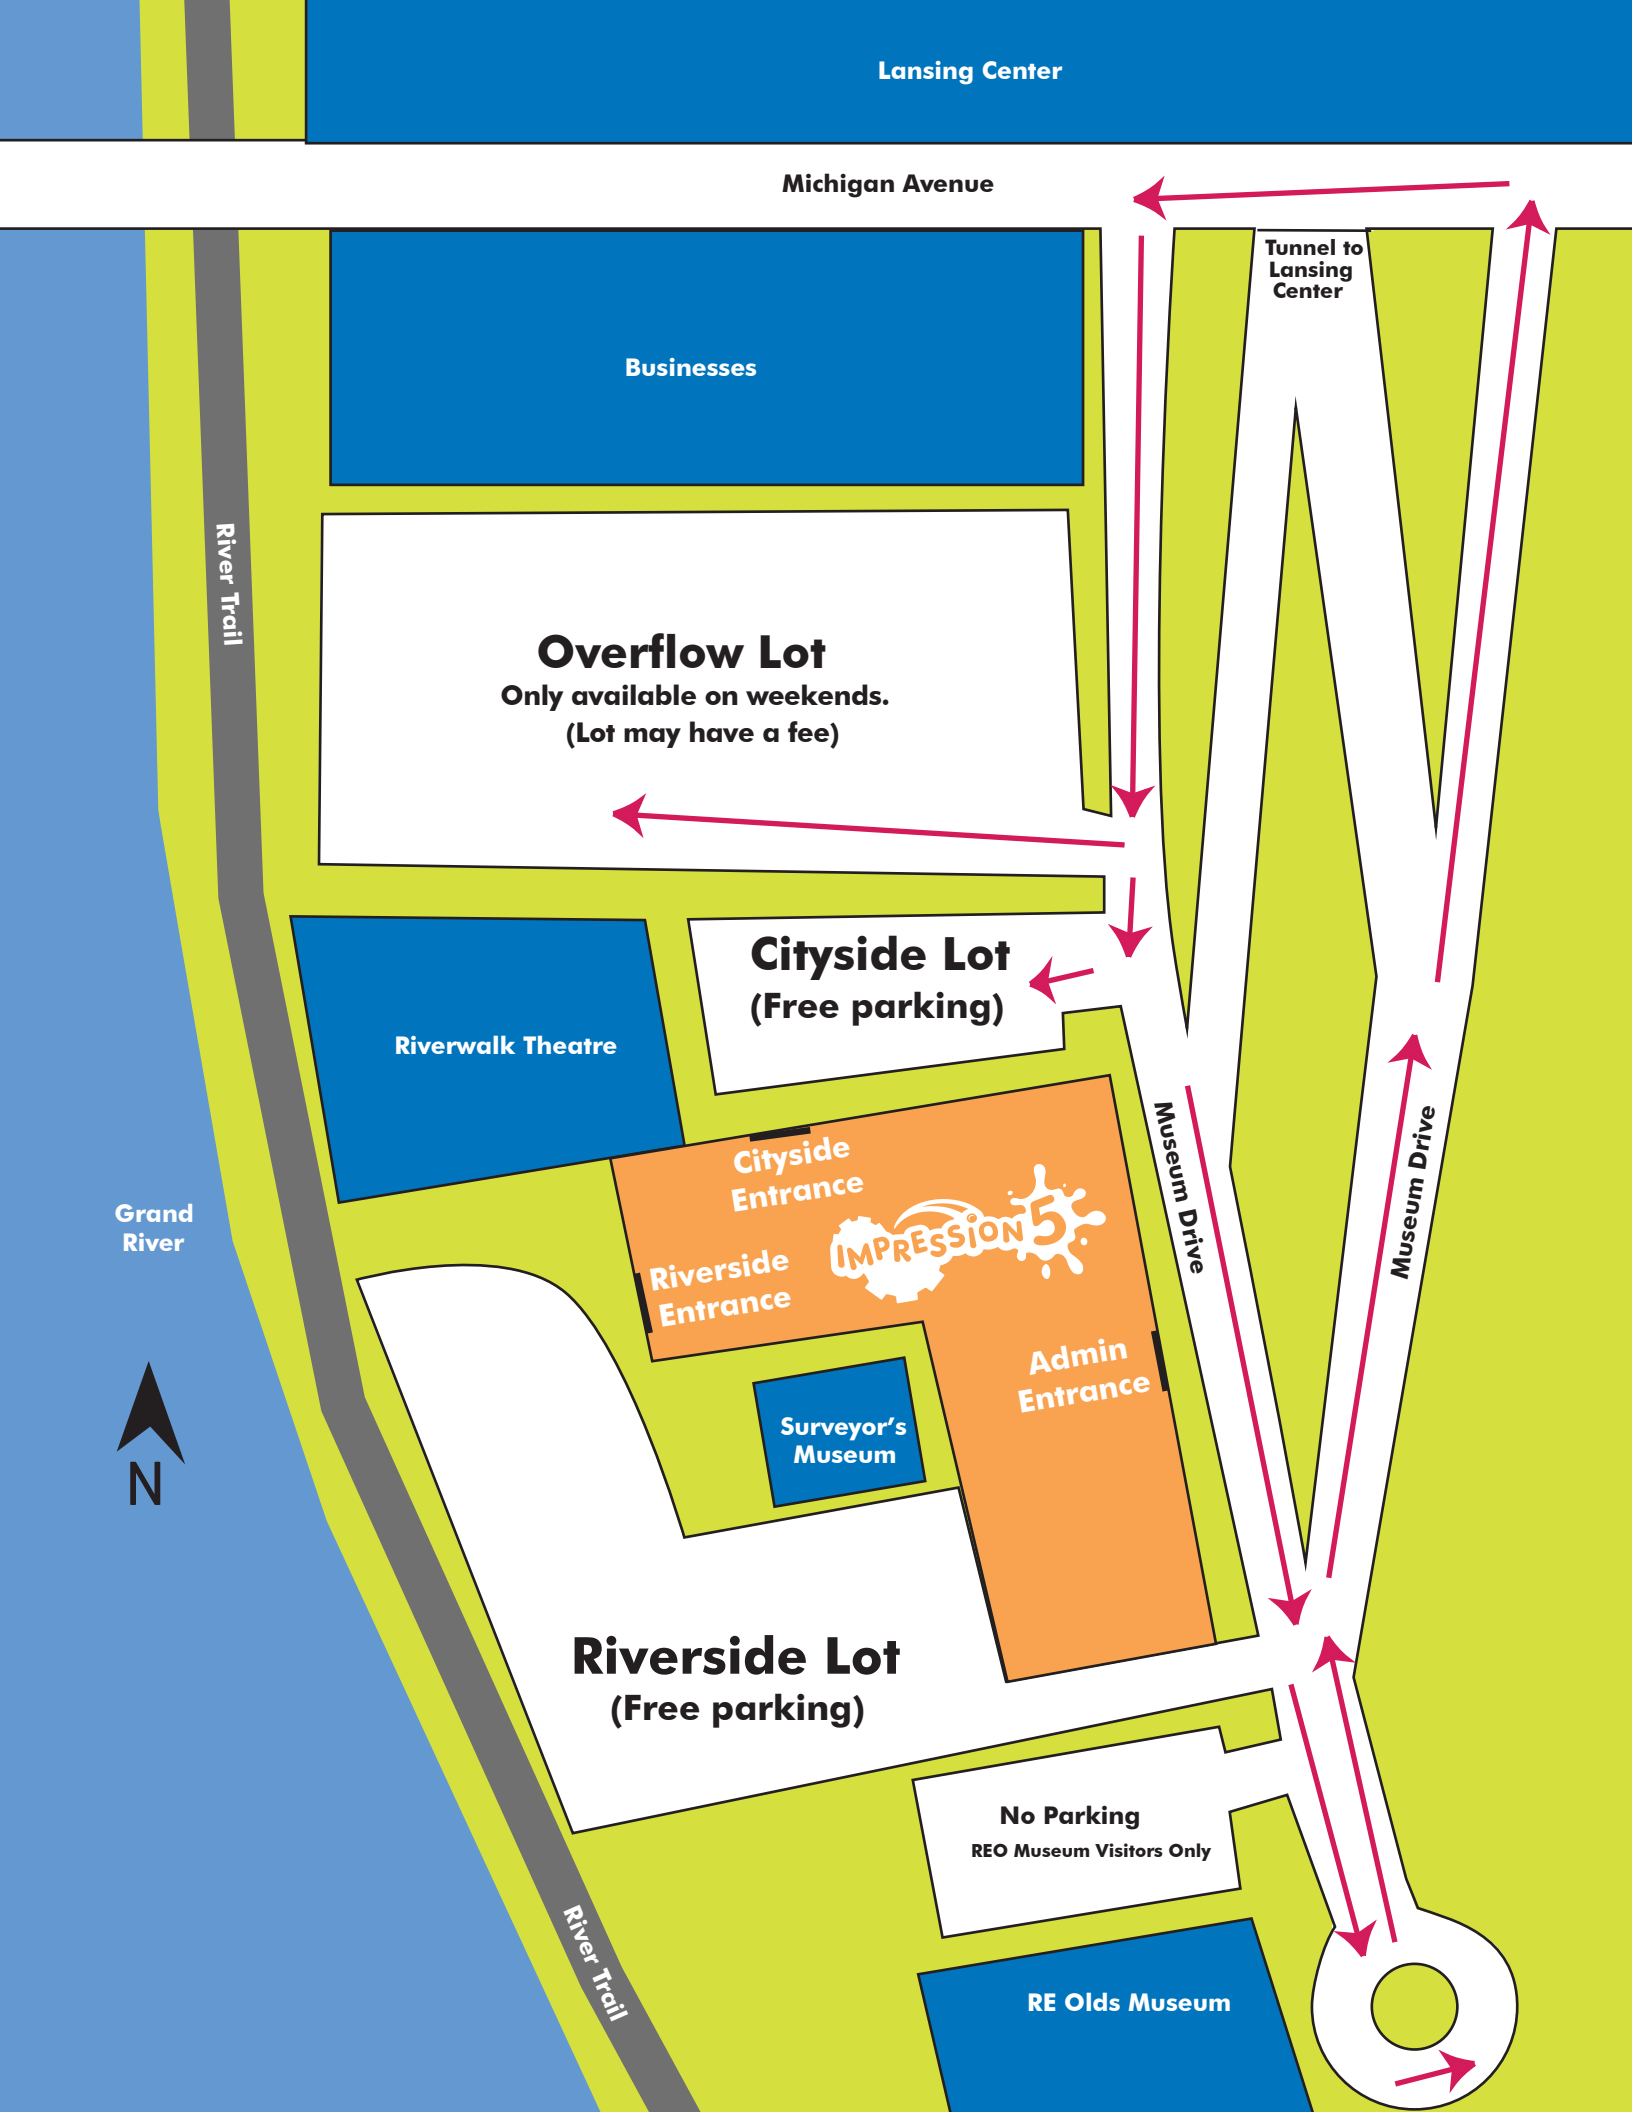 Lansing Center
Michigan Avenue
Tunnel to
Lansing
Center
Businesses
River Trail
Overflow Lot
Only available on weekends.
(Lot may have a fee)
Cityside Lot
(Free parking)
Riverwalk Theatre
Museum Drive
Museum Drive
Cityside
Entrance
IMPRESSION 5
Grand
River
Riverside
Entrance
Admin
Entrance
Surveyor's
Museum
N
Riverside Lot
(Free parking)
No Parking
REO Museum Visitors Only
River Trail
RE Olds Museum